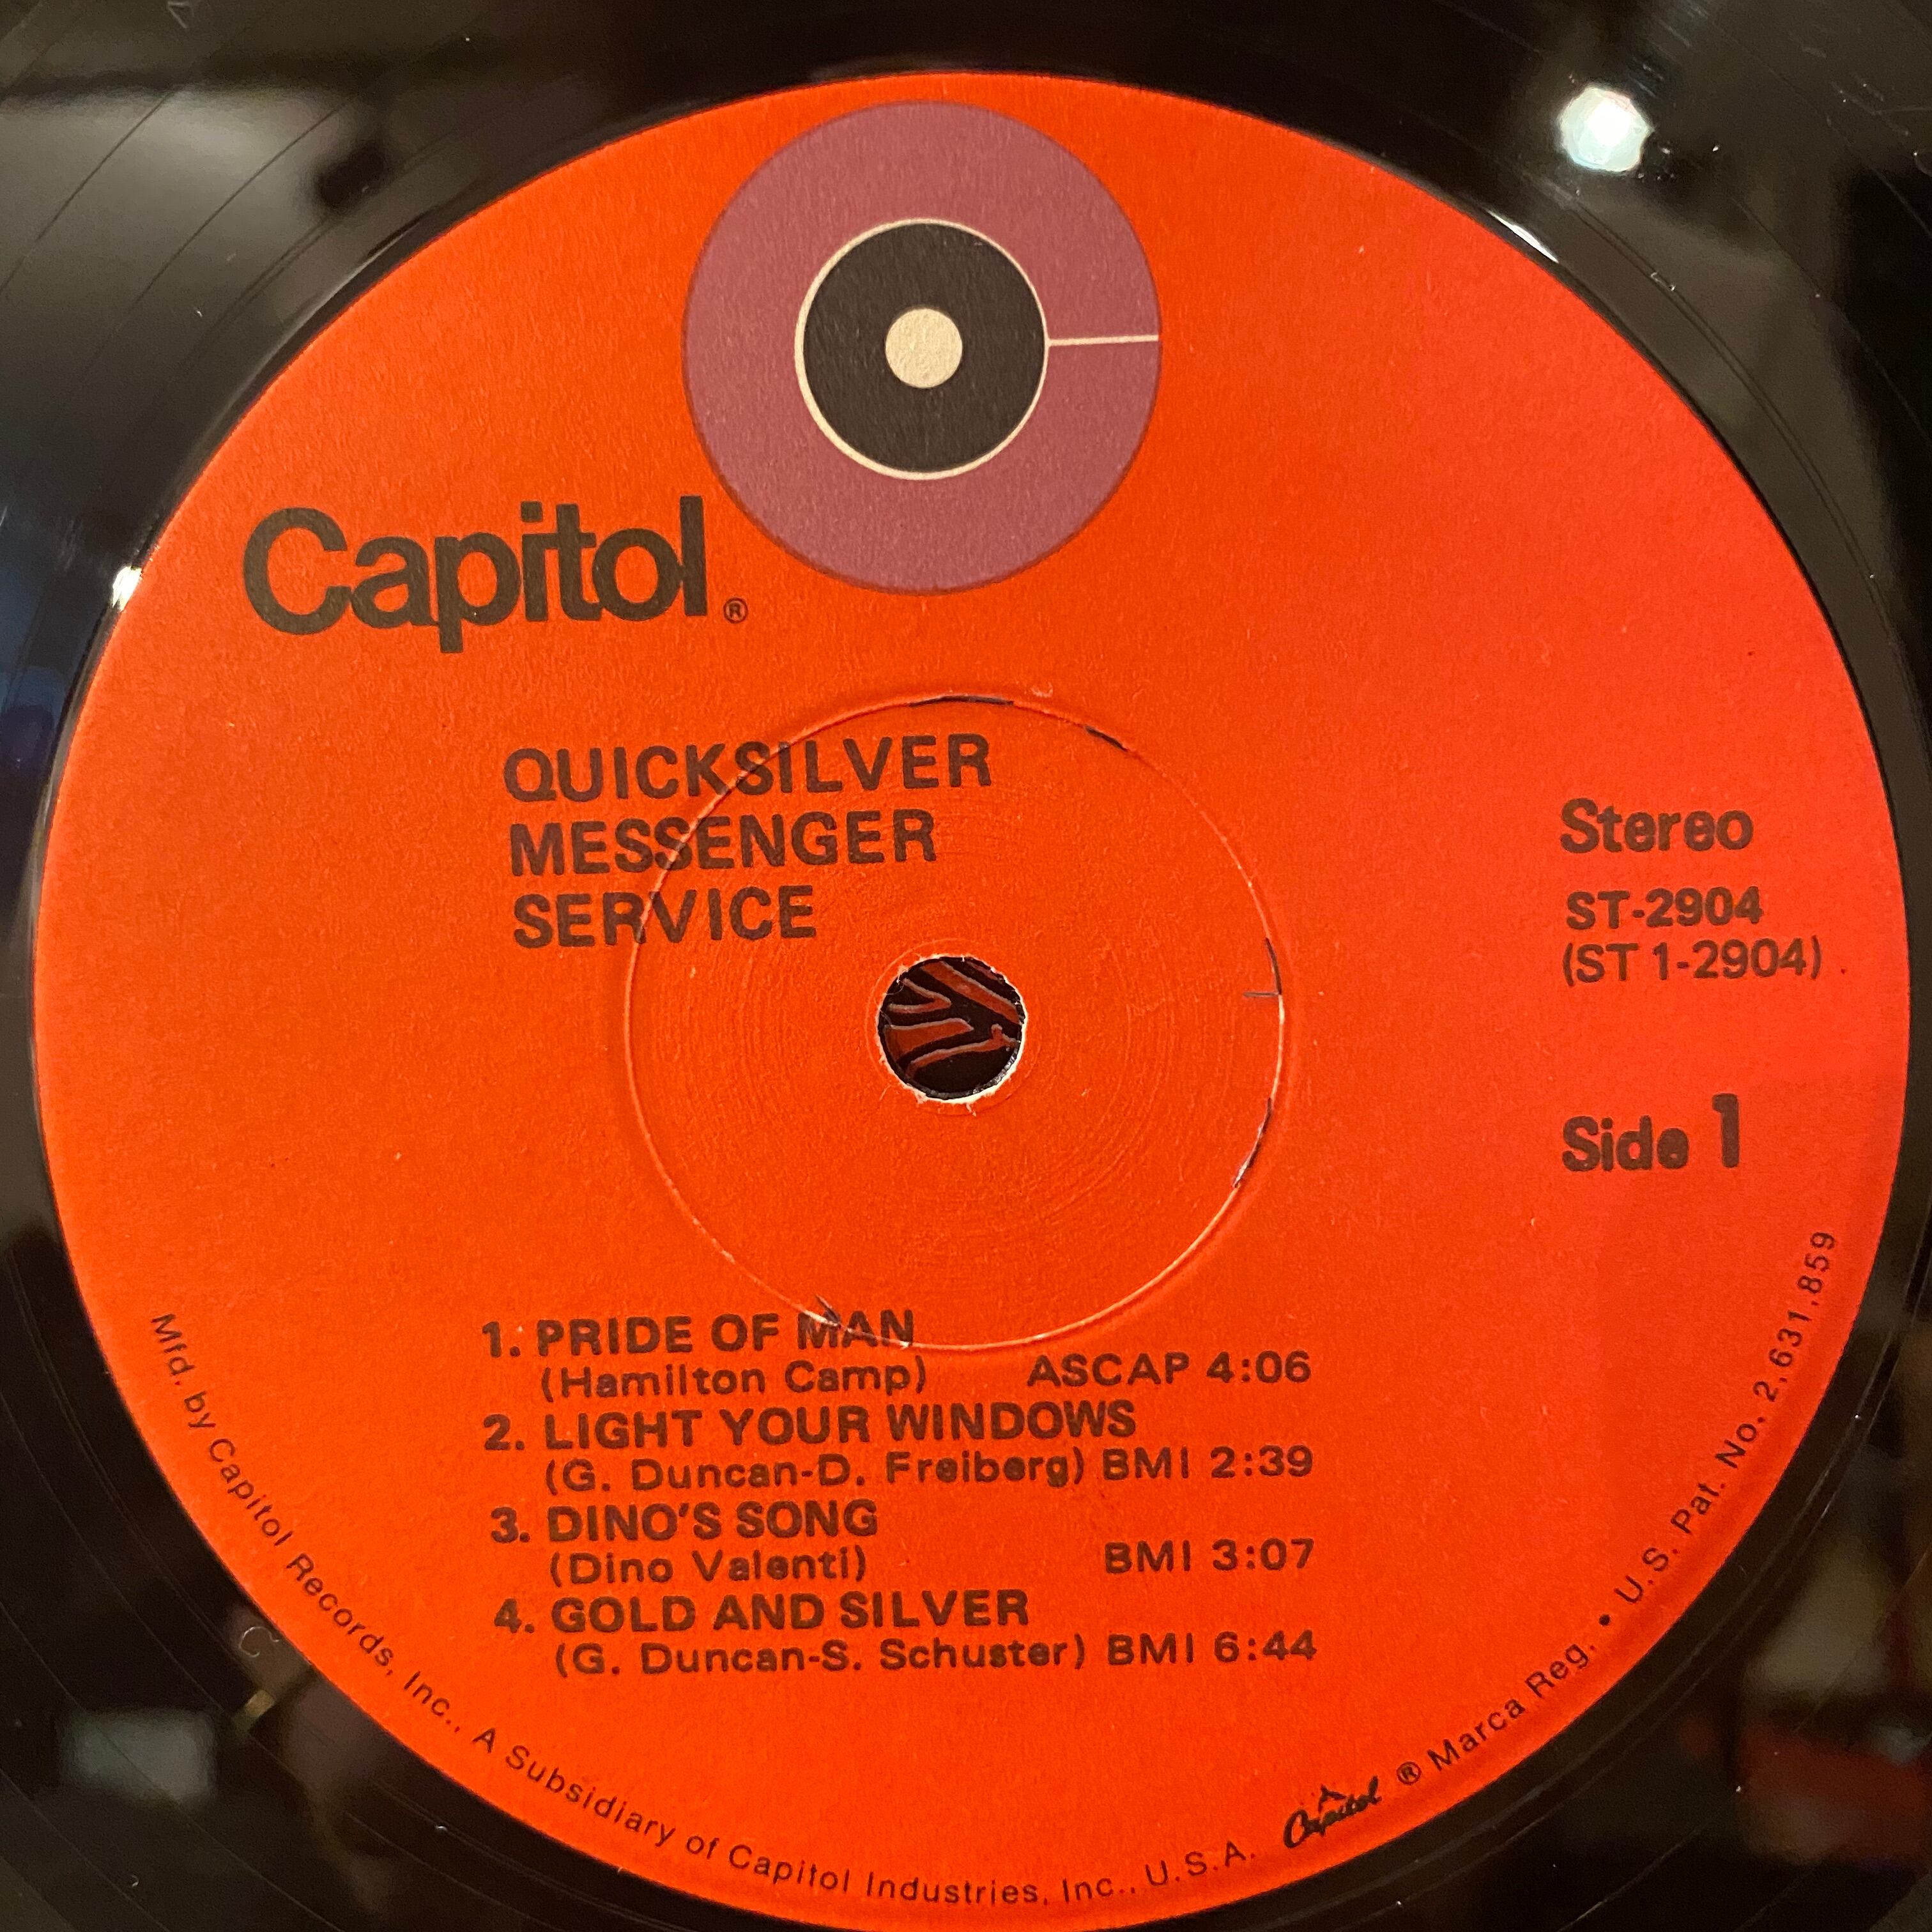 Capitol®
QUICKSILVER
MESSENGER
SERVICE
Stereo
ST-2904
(ST 1-2904)
Side 1
1. PRIDE OF MAN
(Hamilton Camp) ASCAP 4:06
2. LIGHT YOUR WINDOWS
(G. Duncan-D. Freiberg) BMI 2:39
3. DINO'S SONG
(Dino Valenti) BMI 3:07
4. GOLD AND SILVER
(G. Duncan-S. Schuster) BMI 6:44
Mfd. by Capitol Records, Inc., A Subsidiary of Capitol Industries, Inc., U.S.A. Capitol ® Marca Reg. • U.S. Pat. No. 2,631,859